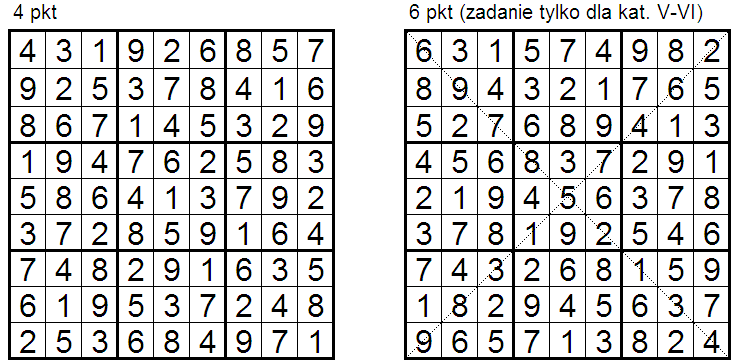 4 pkt
6 pkt (zadanie tylko dla kat. V-VI)
4 3 1 9 2 6 8 5 7
9 2 5 3 7 8 4 1 6
8 6 7 1 4 5 3 2 9
1 9 4 7 6 2 5 8 3
5 8 6 4 1 3 7 9 2
3 7 2 8 5 9 1 6 4
7 4 8 2 9 1 6 3 5
6 1 9 5 3 7 2 4 8
2 5 3 6 8 4 9 7 1
6 3 1 5 7 4 9 8 2
8 9 4 3 2 1 7 6 5
5 2 7 6 8 9 4 1 3
4 5 6 8 3 7 2 9 1
2 1 9 4 5 6 3 7 8
3 7 8 1 9 2 5 4 6
7 4 3 2 6 8 1 5 9
1 8 2 9 4 5 6 3 7
9 6 5 7 1 3 8 2 4